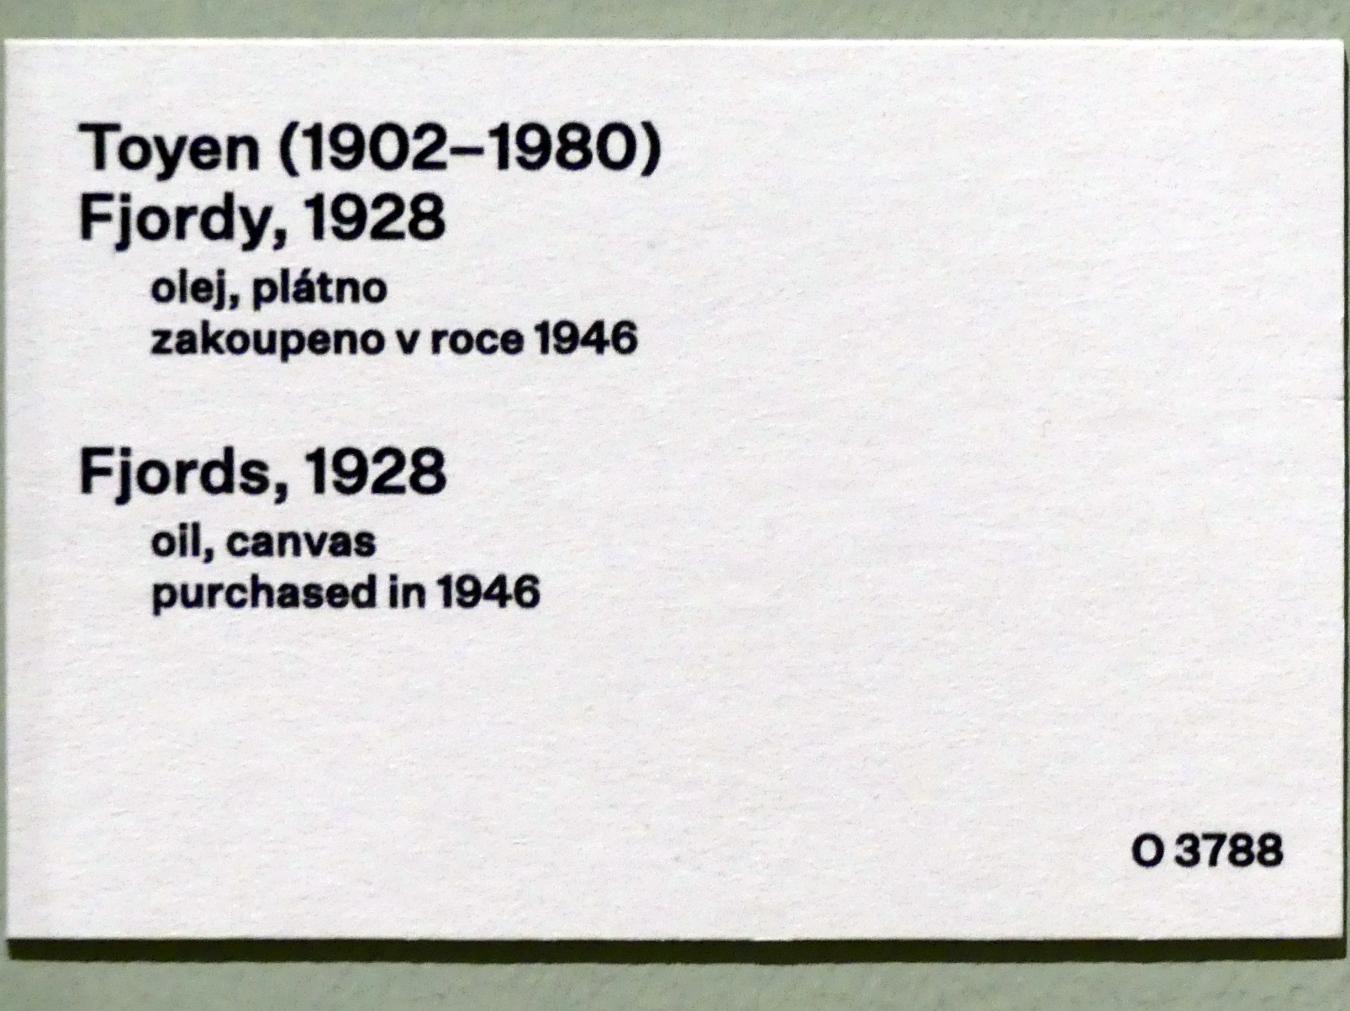 Toyen (1902–1980)
Fjordy, 1928
olej, plátno
zakoupeno v roce 1946
Fjords, 1928
oil, canvas
purchased in 1946
O 3788